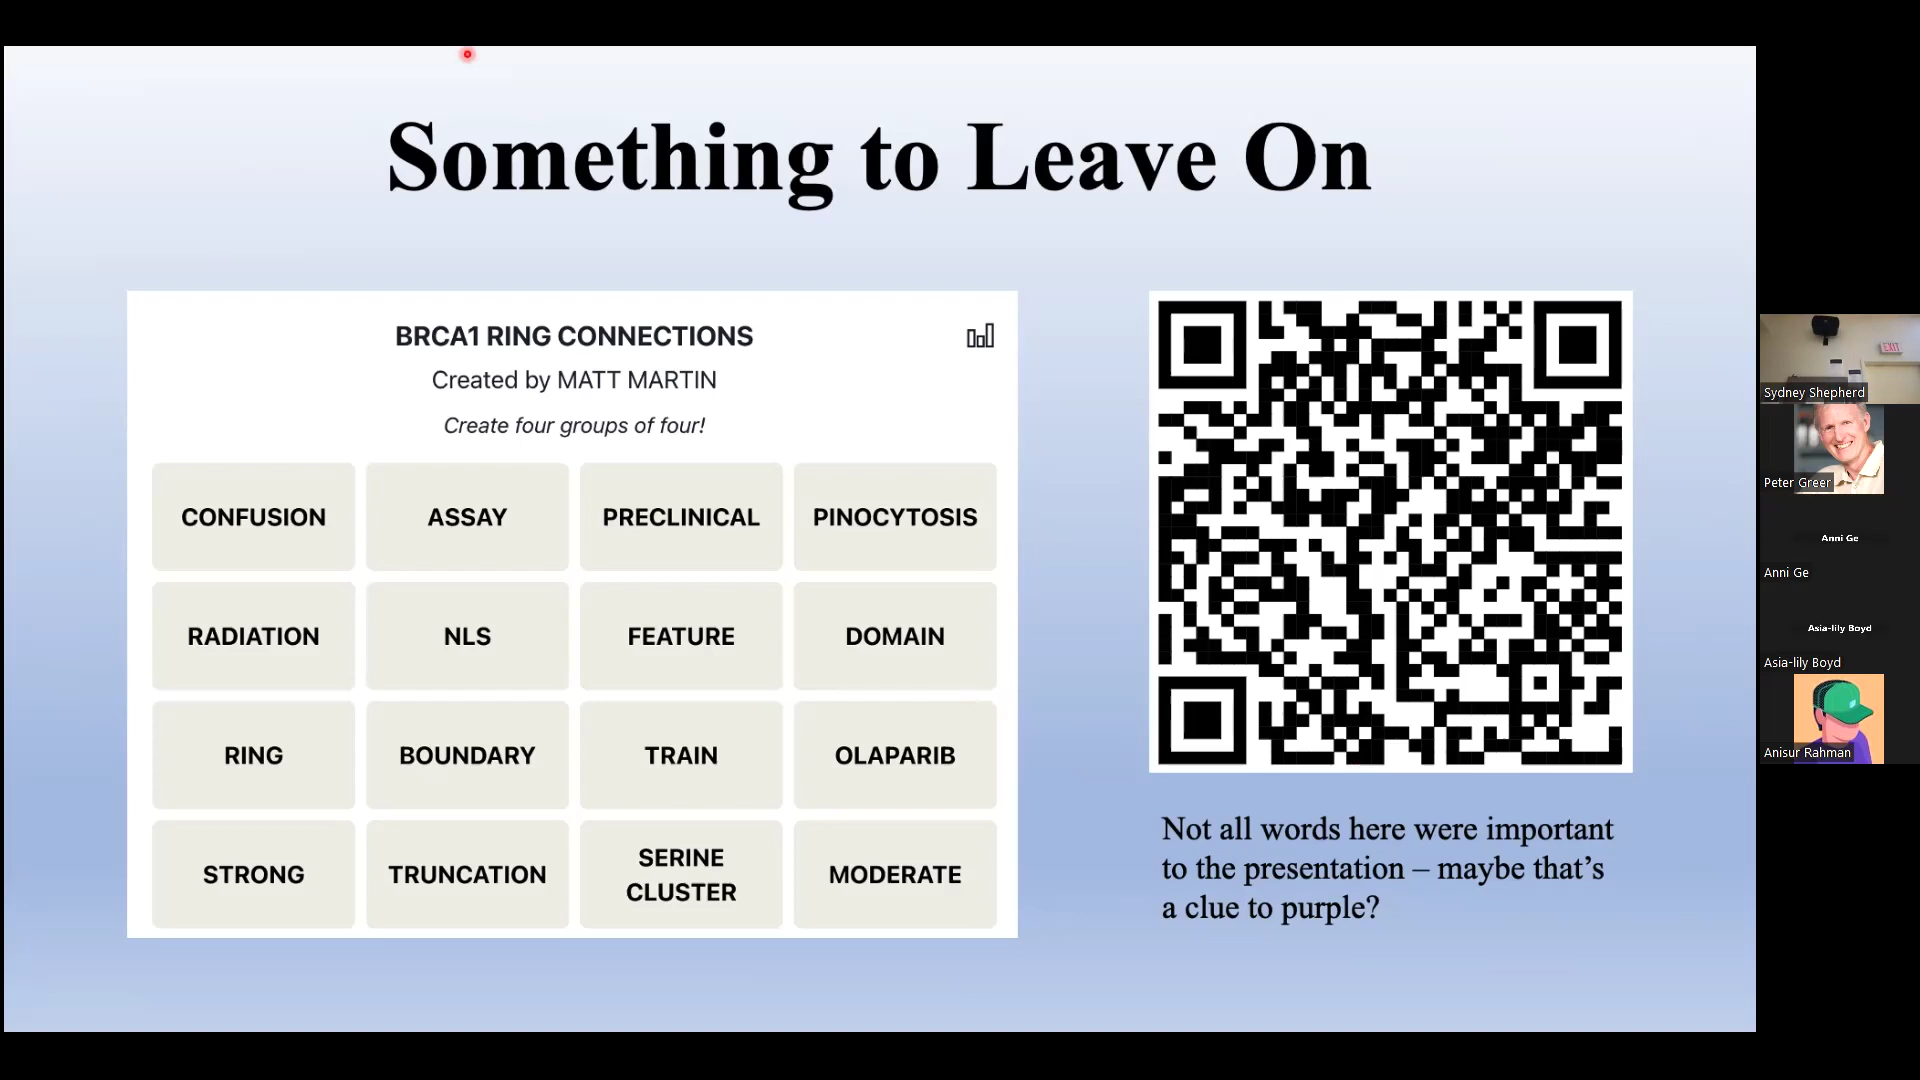 Something to Leave On
BRCA1 RING CONNECTIONS
Created by MATT MARTIN
Create four groups of four!
CONFUSION ASSAY PRECLINICAL PINOCYTOSIS
RADIATION NLS FEATURE DOMAIN
RING BOUNDARY TRAIN OLAPARIB
STRONG TRUNCATION SERINE CLUSTER MODERATE
Not all words here were important
to the presentation – maybe that’s
a clue to purple?
EXIT
Sydney Shepherd
Peter Greer
Anni Ge
Anni Ge
Asia-lily Boyd
Asia-lily Boyd
Anisur Rahman